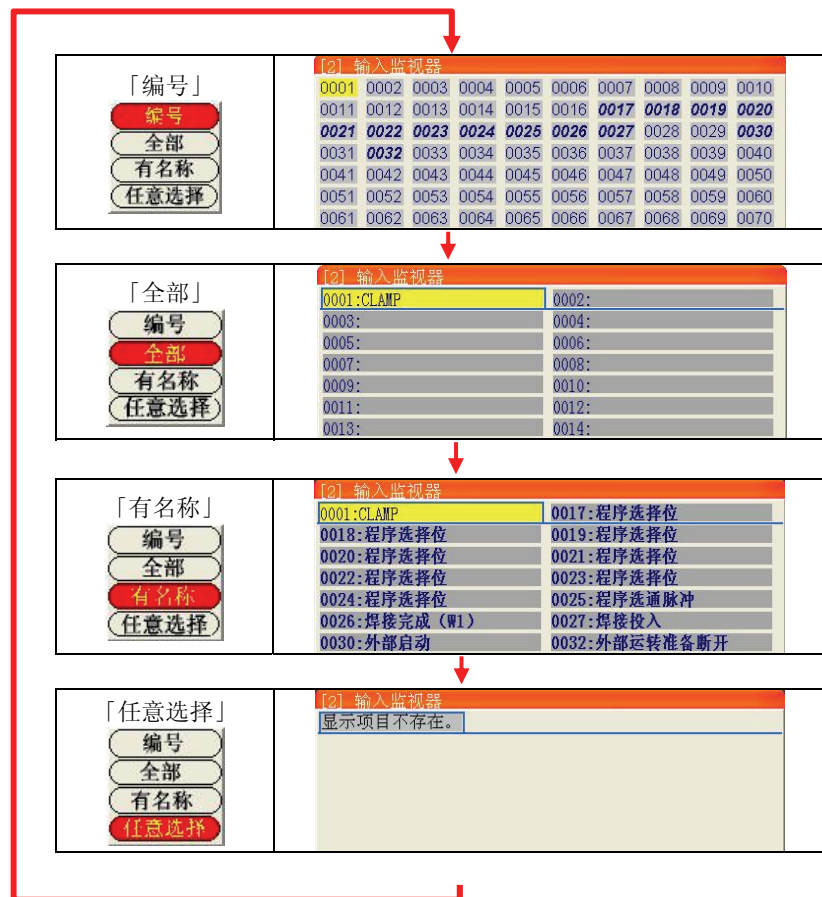 「编号」
编号
全部
有名称
任意选择
[2] 输入监视器
0001 0002 0003 0004 0005 0006 0007 0008 0009 0010
0011 0012 0013 0014 0015 0016 0017 0018 0019 0020
0021 0022 0023 0024 0025 0026 0027 0028 0029 0030
0031 0032 0033 0034 0035 0036 0037 0038 0039 0040
0041 0042 0043 0044 0045 0046 0047 0048 0049 0050
0051 0052 0053 0054 0055 0056 0057 0058 0059 0060
0061 0062 0063 0064 0065 0066 0067 0068 0069 0070
「全部」
编号
全部
有名称
任意选择
[2] 输入监视器
0001:CLAMP 0002:
0003: 0004:
0005: 0006:
0007: 0008:
0009: 0010:
0011: 0012:
0013: 0014:
「有名称」
编号
全部
有名称
任意选择
[2] 输入监视器
0001:CLAMP 0017:程序选择位
0018:程序选择位 0019:程序选择位
0020:程序选择位 0021:程序选择位
0022:程序选择位 0023:程序选择位
0024:程序选择位 0025:程序选通脉冲
0026:焊接完成（W1） 0027:焊接投入
0030:外部启动 0032:外部运转准备断开
「任意选择」
编号
全部
有名称
任意选择
[2] 输入监视器
显示项目不存在。